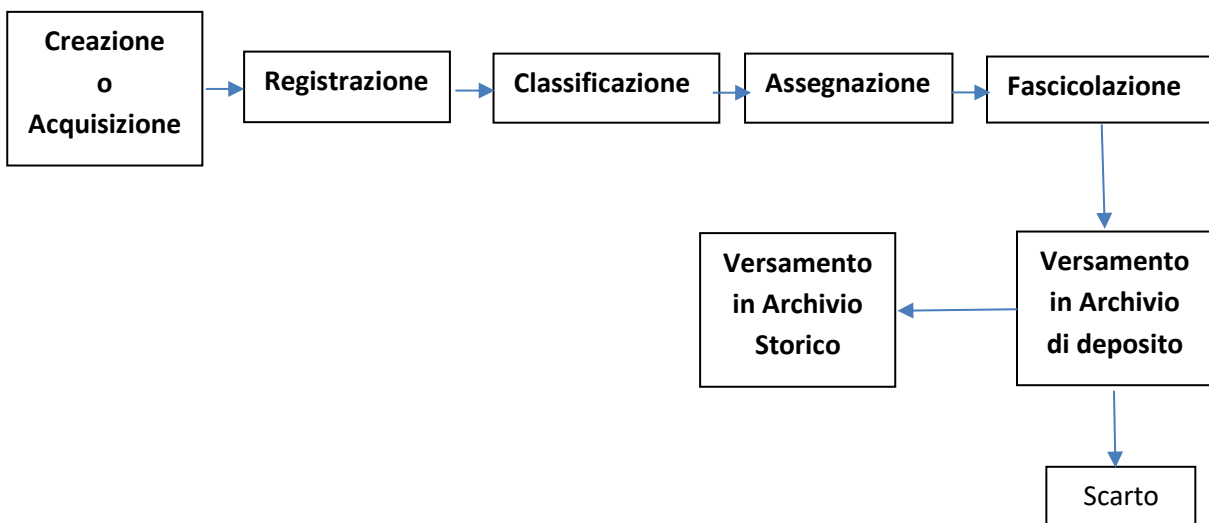 Creazione
o
Acquisizione
Registrazione
Classificazione
Assegnazione
Fascicolazione
Versamento
in Archivio
Storico
Versamento
in Archivio
di deposito
Scarto